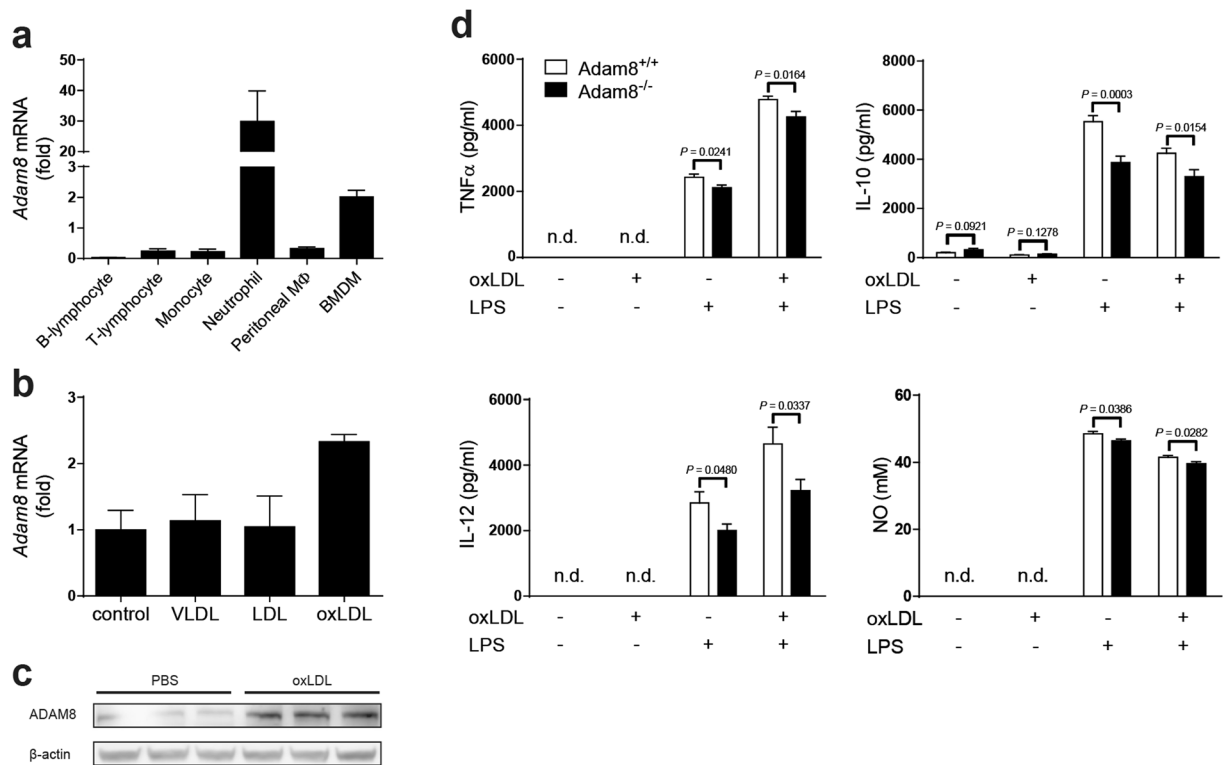 a
Adam8 mRNA
(fold)
50
40
30
20
3
2
1
0
B-lymphocyte
T-lymphocyte
Monocyte
Neutrophil
Peritoneal MΦ
BMDM
b
Adam8 mRNA
(fold)
3
2
1
0
control VLDL LDL oxLDL
c
PBS oxLDL
ADAM8
β-actin
d
TNFα (pg/ml)
6000
4000
2000
0
Adam8+/+
Adam8-/-
P = 0.0164
P = 0.0241
n.d. n.d.
oxLDL - + - +
LPS - - + +
IL-10 (pg/ml)
8000
6000
4000
2000
0
P = 0.0003
P = 0.0154
P = 0.0921
P = 0.1278
oxLDL - + - +
LPS - - + +
IL-12 (pg/ml)
6000
4000
2000
0
P = 0.0337
P = 0.0480
n.d. n.d.
oxLDL - + - +
LPS - - + +
NO (mM)
60
40
20
0
P = 0.0386
P = 0.0282
n.d. n.d.
oxLDL - + - +
LPS - - + +